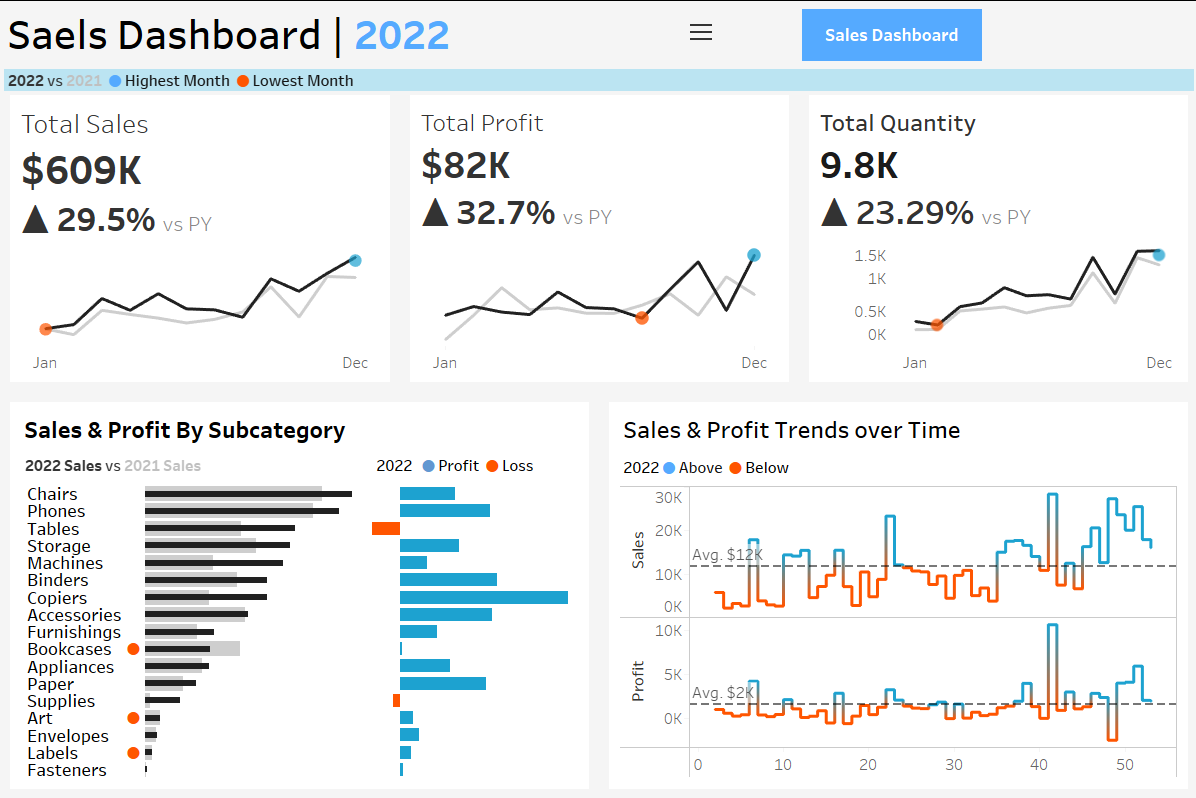 Saels Dashboard | 2022
Sales Dashboard
2022 vs 2021 Highest Month Lowest Month
Total Sales
$609K
▲ 29.5% vs PY
Jan Dec
Total Profit
$82K
▲ 32.7% vs PY
Jan Dec
Total Quantity
9.8K
▲ 23.29% vs PY
1.5K
1K
0.5K
0K
Jan Dec
Sales & Profit By Subcategory
2022 Sales vs 2021 Sales
2022 Profit Loss
Chairs
Phones
Tables
Storage
Machines
Binders
Copiers
Accessories
Furnishings
Bookcases
Appliances
Paper
Supplies
Art
Envelopes
Labels
Fasteners
Sales & Profit Trends over Time
2022 Above Below
Sales
30K
20K
Avg. $12K
10K
0K
Profit
10K
5K
Avg. $2K
0K
0 10 20 30 40 50